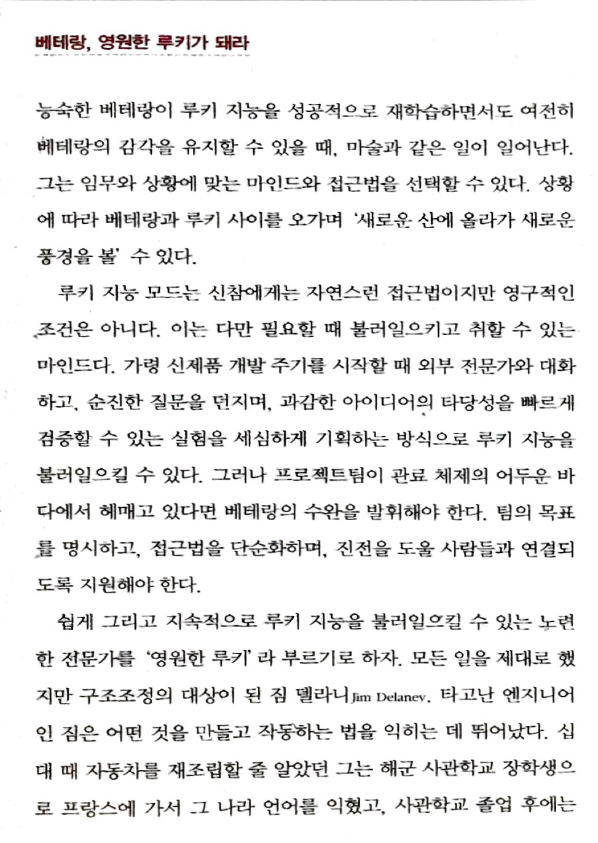 베테랑, 영원한 루키가 돼라
능숙한 베테랑이 루키 지능을 성공적으로 재학습하면서도 여전히
베테랑의 감각을 유지할 수 있을 때, 마술과 같은 일이 일어난다.
그는 임무와 상황에 맞는 마인드와 접근법을 선택할 수 있다. 상황
에 따라 베테랑과 루키 사이를 오가며 ‘새로운 산에 올라가 새로운
풍경을 볼’ 수 있다.
루키 지능 모드는 신참에게는 자연스런 접근법이지만 영구적인
조건은 아니다. 이는 다만 필요할 때 불러일으키고 취할 수 있는
마인드다. 가령 신제품 개발 주기를 시작할 때 외부 전문가와 대화
하고, 순진한 질문을 던지며, 과감한 아이디어의 타당성을 빠르게
검증할 수 있는 실험을 세심하게 기획하는 방식으로 루키 지능을
불러일으킬 수 있다. 그러나 프로젝트팀이 관료 체제의 어두운 바
다에서 헤매고 있다면 베테랑의 수완을 발휘해야 한다. 팀의 목표
를 명시하고, 접근법을 단순화하며, 진전을 도울 사람들과 연결되
도록 지원해야 한다.
쉽게 그리고 지속적으로 루키 지능을 불러일으킬 수 있는 노련
한 전문가를 ‘영원한 루키’라 부르기로 하자. 모든 일을 제대로 했
지만 구조조정의 대상이 된 짐 델라니Jim Delaney. 타고난 엔지니어
인 짐은 어떤 것을 만들고 작동하는 법을 익히는 데 뛰어났다. 십
대 때 자동차를 재조립할 줄 알았던 그는 해군 사관학교 장학생으
로 프랑스에 가서 그 나라 언어를 익혔고, 사관학교 졸업 후에는